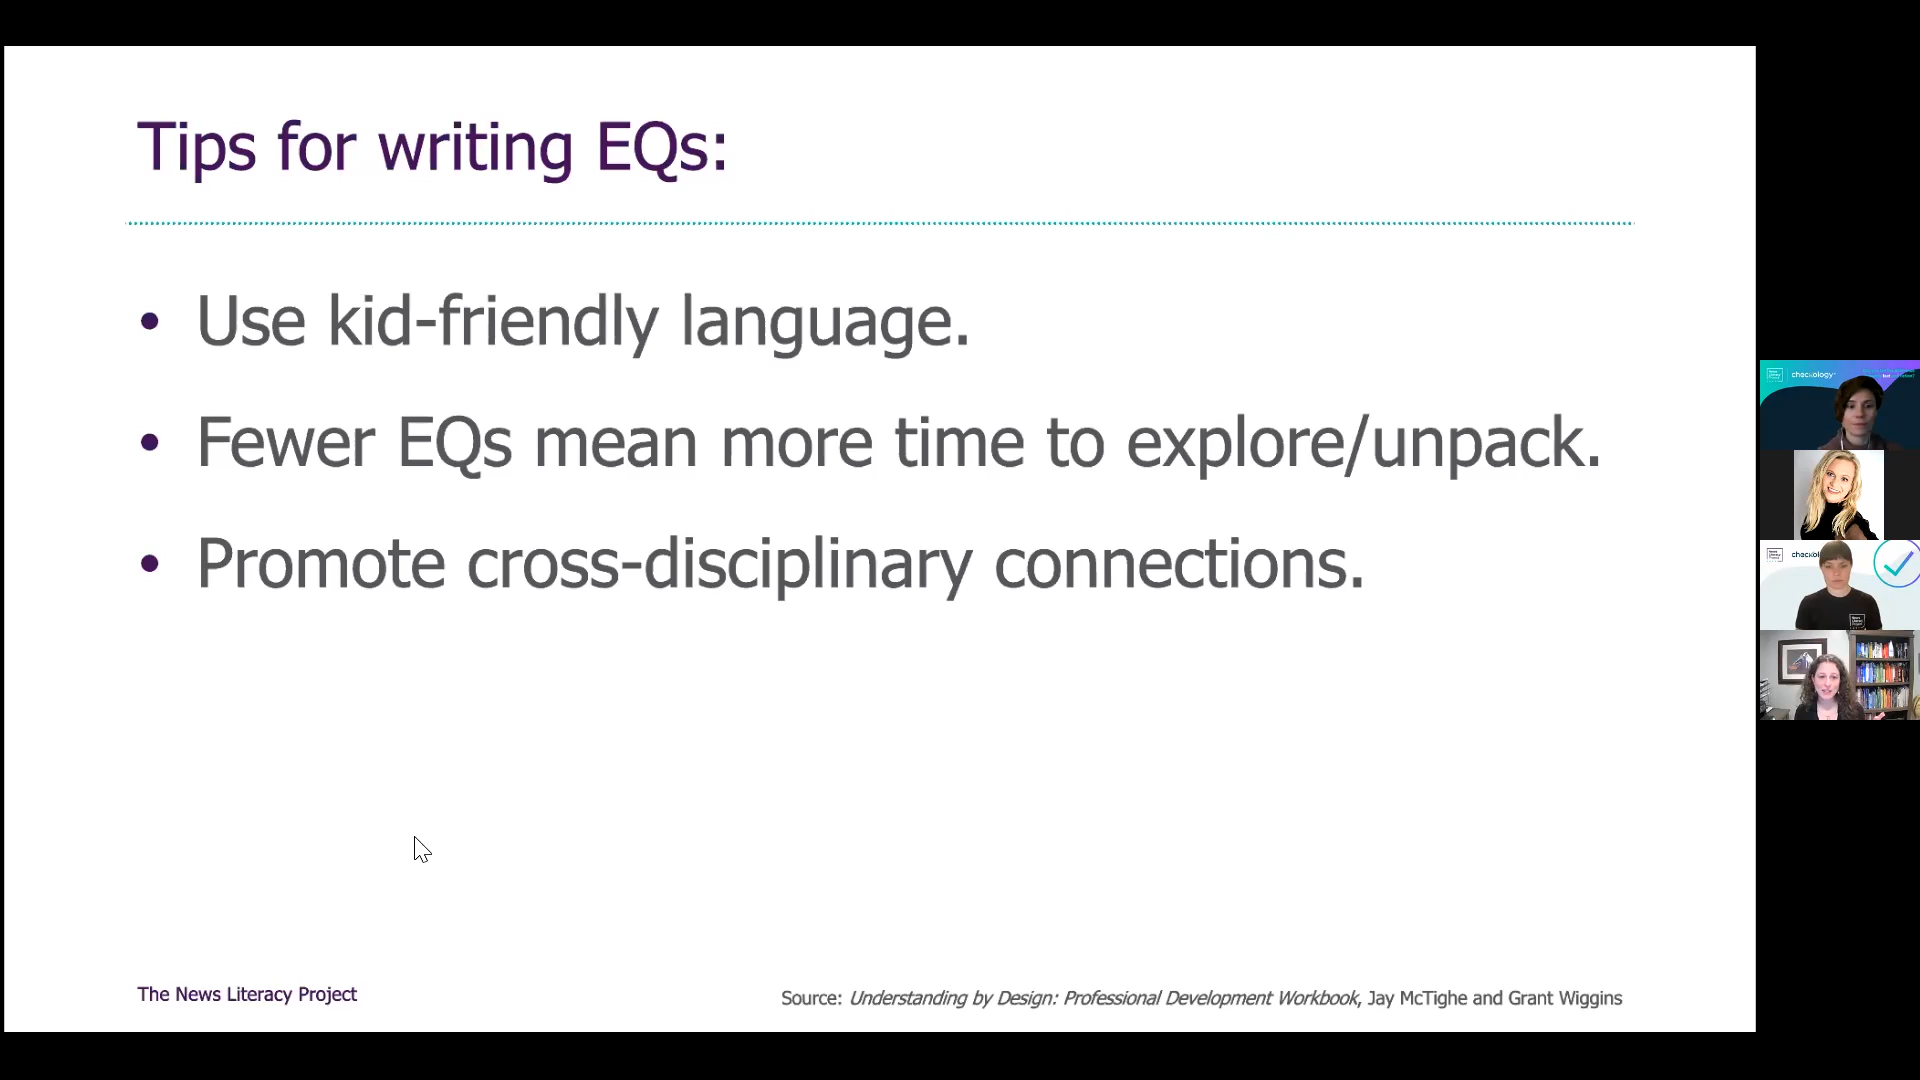 Tips for writing EQs:
• Use kid-friendly language.
• Fewer EQs mean more time to explore/unpack.
• Promote cross-disciplinary connections.
The News Literacy Project
Source: Understanding by Design: Professional Development Workbook, Jay McTighe and Grant Wiggins
checkology